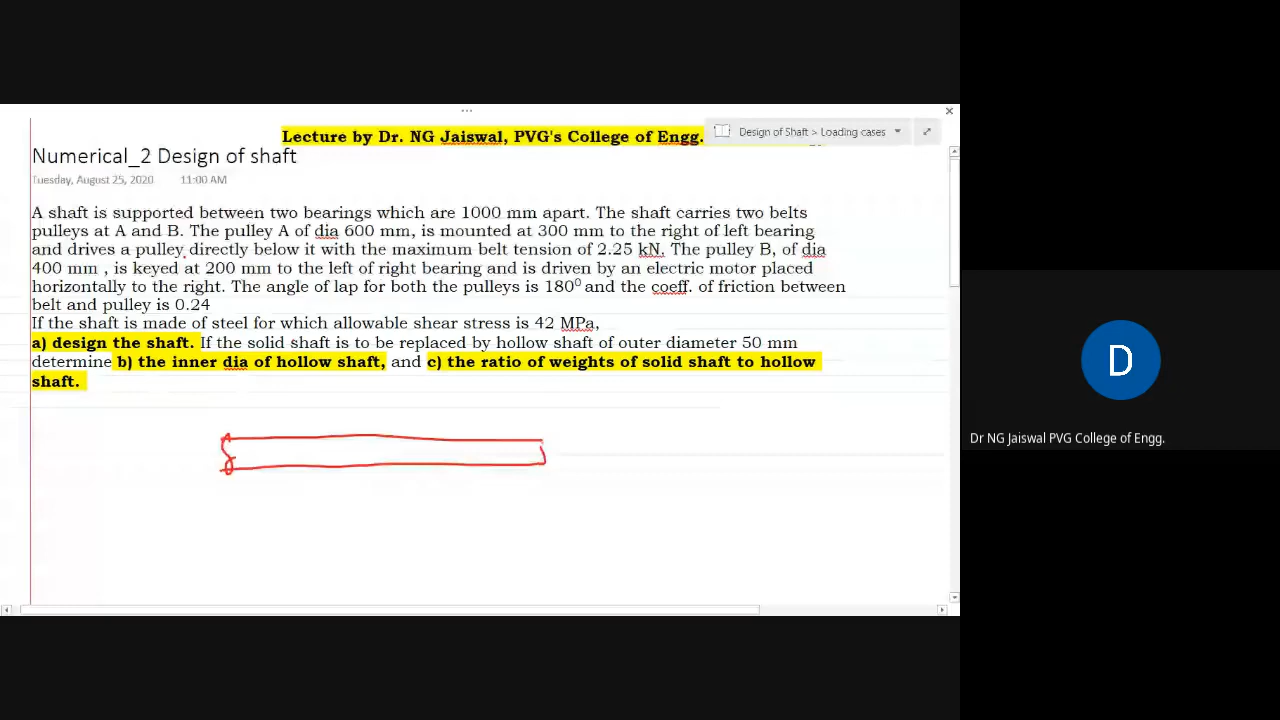 Lecture by Dr. NG Jaiswal, PVG's College of Engg.
Design of Shaft > Loading cases
Numerical_2 Design of shaft
Tuesday, August 25, 2020 11:00 AM
A shaft is supported between two bearings which are 1000 mm apart. The shaft carries two belts
pulleys at A and B. The pulley A of dia 600 mm, is mounted at 300 mm to the right of left bearing
and drives a pulley directly below it with the maximum belt tension of 2.25 kN. The pulley B, of dia
400 mm , is keyed at 200 mm to the left of right bearing and is driven by an electric motor placed
horizontally to the right. The angle of lap for both the pulleys is 180⁰ and the coeff. of friction between
belt and pulley is 0.24
If the shaft is made of steel for which allowable shear stress is 42 MPa,
a) design the shaft. If the solid shaft is to be replaced by hollow shaft of outer diameter 50 mm
determine b) the inner dia of hollow shaft, and c) the ratio of weights of solid shaft to hollow
shaft.
D
Dr NG Jaiswal PVG College of Engg.